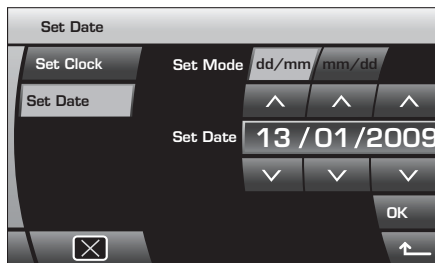 Set Date
Set Clock
Set Mode dd/mm mm/dd
Set Date
Set Date 13/01/2009
OK